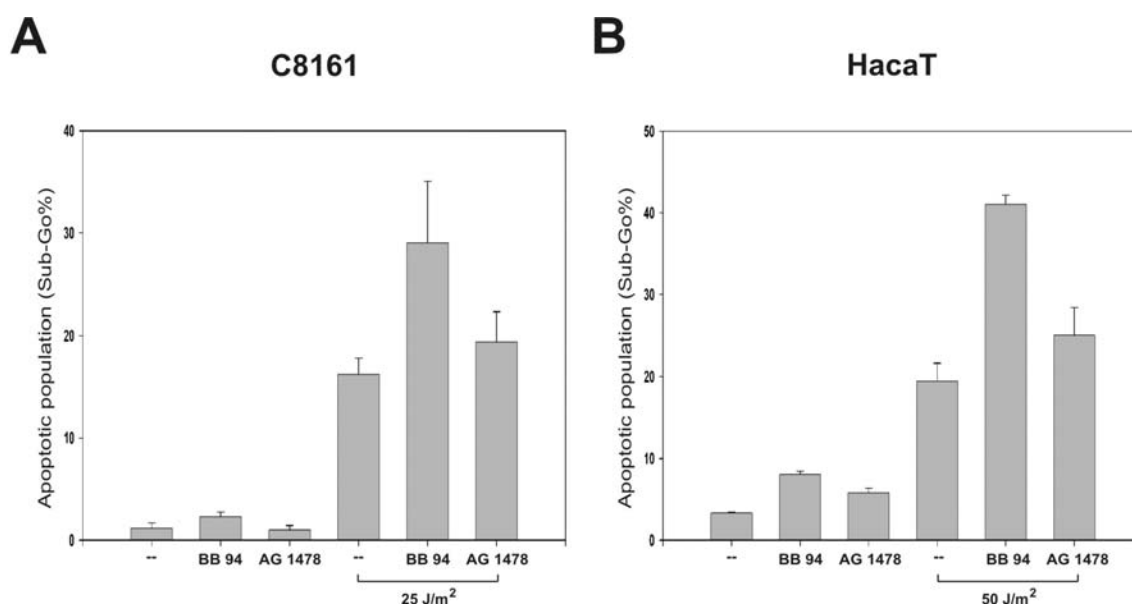 A
C8161
Apoptotic population (Sub-Go%)
40
30
20
10
0
-- BB 94 AG 1478 -- BB 94 AG 1478
25 J/m²
B
HacaT
Apoptotic population (Sub-Go%)
50
40
30
20
10
0
-- BB 94 AG 1478 -- BB 94 AG 1478
50 J/m²